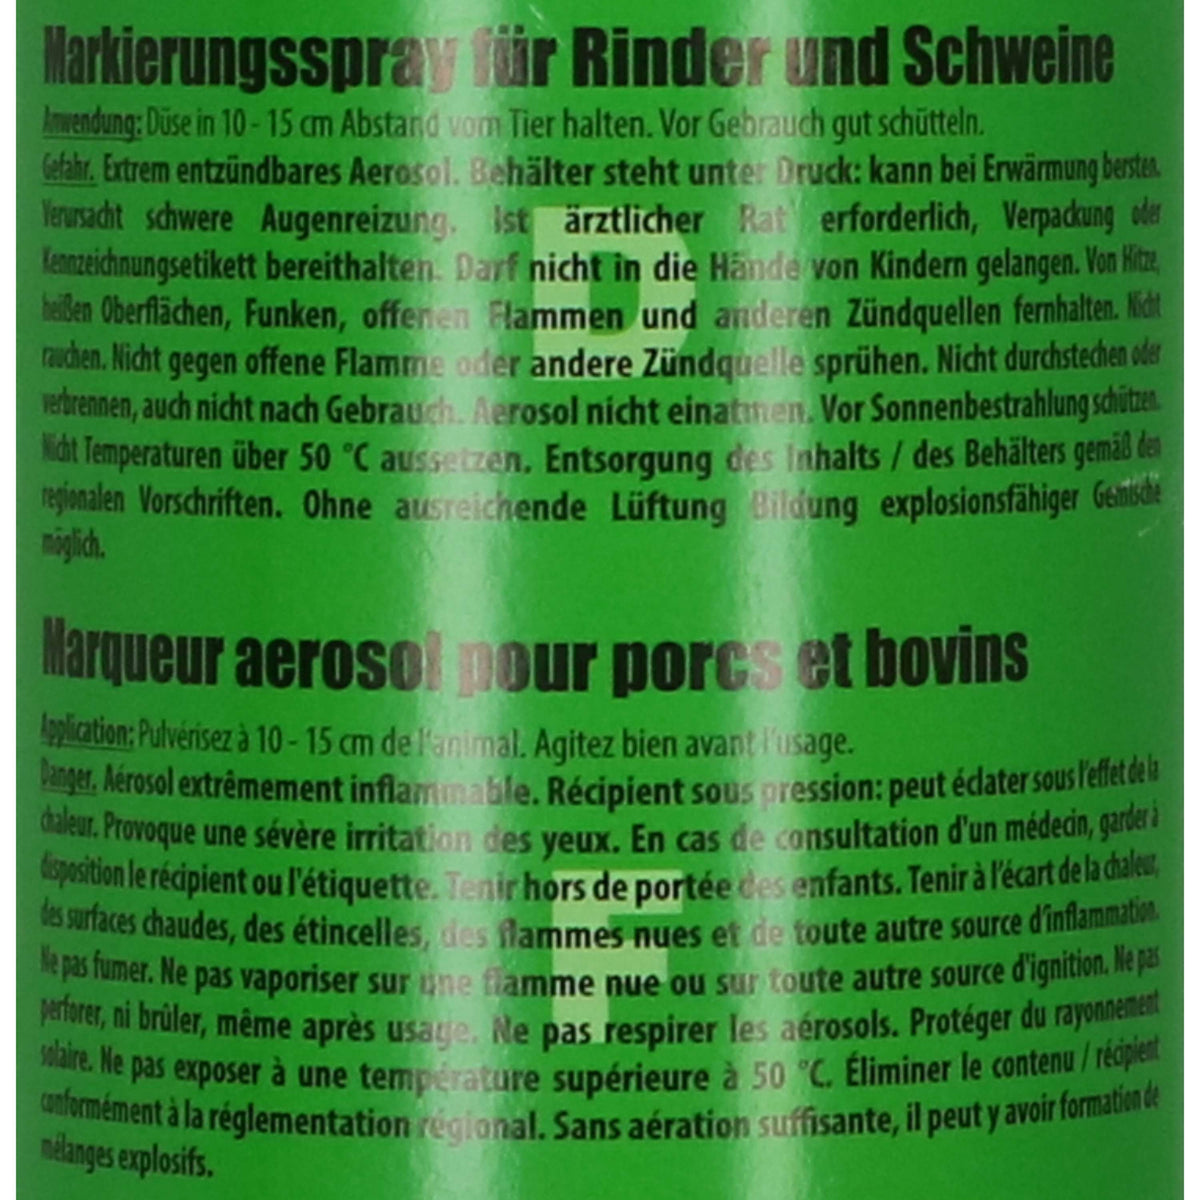 Markierungsspray für Rinder und Schweine
Anwendung: Düse in 10 - 15 cm Abstand vom Tier halten. Vor Gebrauch gut schütteln.
Gefahr. Extrem entzündbares Aerosol. Behälter steht unter Druck: kann bei Erwärmung bersten.
Verursacht schwere Augenreizung. Ist ärztlicher Rat erforderlich, Verpackung oder
Kennzeichnungsetikett bereithalten. Darf nicht in die Hände von Kindern gelangen. Von Hitze,
heißen Oberflächen, Funken, offenen Flammen und anderen Zündquellen fernhalten. Nicht
rauchen. Nicht gegen offene Flamme oder andere Zündquelle sprühen. Nicht durchstechen oder
verbrennen, auch nicht nach Gebrauch. Aerosol nicht einatmen. Vor Sonnenbestrahlung schützen.
Nicht Temperaturen über 50 °C aussetzen. Entsorgung des Inhalts / des Behälters gemäß den
regionalen Vorschriften. Ohne ausreichende Lüftung Bildung explosionsfähiger Gemische
möglich.
D
Marqueur aerosol pour porcs et bovins
Application: Pulvérisez à 10 - 15 cm de l'animal. Agitez bien avant l'usage.
Danger. Aérosol extrêmement inflammable. Récipient sous pression: peut éclater sous l'effet de la
chaleur. Provoque une sévère irritation des yeux. En cas de consultation d'un médecin, garder à
disposition le récipient ou l'étiquette. Tenir hors de portée des enfants. Tenir à l'écart de la chaleur,
des surfaces chaudes, des étincelles, des flammes nues et de toute autre source d'inflammation.
Ne pas fumer. Ne pas vaporiser sur une flamme nue ou sur toute autre source d'ignition. Ne pas
perforer, ni brûler, même après usage. Ne pas respirer les aérosols. Protéger du rayonnement
solaire. Ne pas exposer à une température supérieure à 50 °C. Éliminer le contenu / récipient
conformément à la réglementation régional. Sans aération suffisante, il peut y avoir formation de
mélanges explosifs.
F